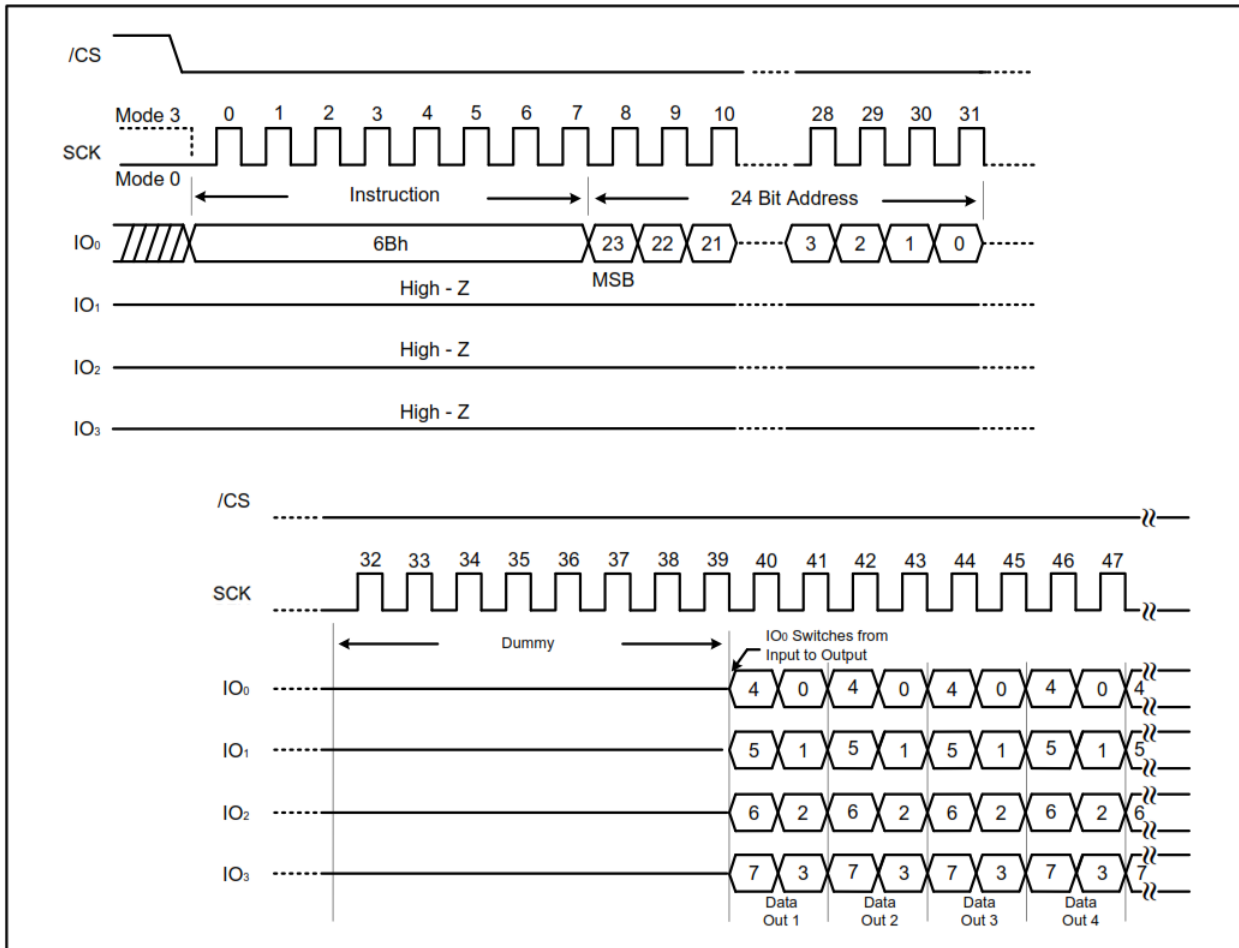 /CS
Mode 3 0 1 2 3 4 5 6 7 8 9 10 28 29 30 31
SCK
Mode 0
Instruction 24 Bit Address
IO₀ 6Bh 23 22 21 3 2 1 0
MSB
High - Z
IO₁
High - Z
IO₂
High - Z
IO₃
/CS
32 33 34 35 36 37 38 39 40 41 42 43 44 45 46 47
SCK
Dummy
IO₀ Switches from
Input to Output
IO₀ 4 0 4 0 4 0 4 0 4
IO₁ 5 1 5 1 5 1 5 1 5
IO₂ 6 2 6 2 6 2 6 2 6
IO₃ 7 3 7 3 7 3 7 3 7
Data Data Data Data
Out 1 Out 2 Out 3 Out 4